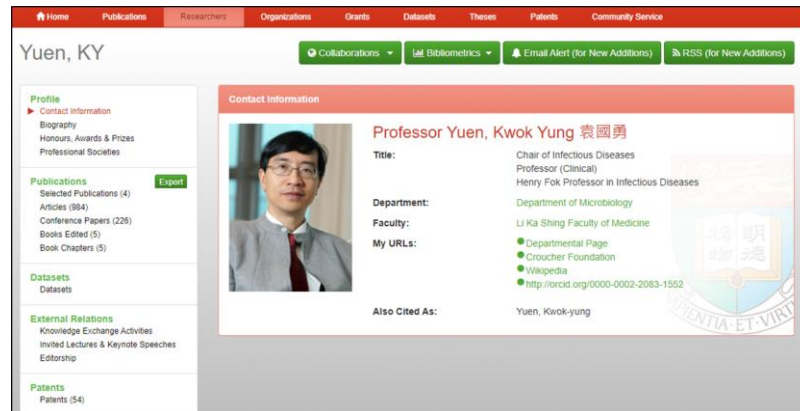 Home Publications Researchers Organizations Grants Datasets Theses Patents Community Service
Yuen, KY
Collaborations Bibliometrics Email Alert (for New Additions) RSS (for New Additions)
Profile
Contact Information
Biography
Honours, Awards & Prizes
Professional Societies
Publications Export
Selected Publications (4)
Articles (984)
Conference Papers (226)
Books Edited (5)
Book Chapters (5)
Datasets
Datasets
External Relations
Knowledge Exchange Activities
Invited Lectures & Keynote Speeches
Editorship
Patents
Patents (54)
Contact Information
Professor Yuen, Kwok Yung 袁國勇
Title: Chair of Infectious Diseases
Professor (Clinical)
Henry Fok Professor in Infectious Diseases
Department: Department of Microbiology
Faculty: Li Ka Shing Faculty of Medicine
My URLs: Departmental Page
Croucher Foundation
Wikipedia
http://orcid.org/0000-0002-2083-1552
Also Cited As: Yuen, Kwok-yung